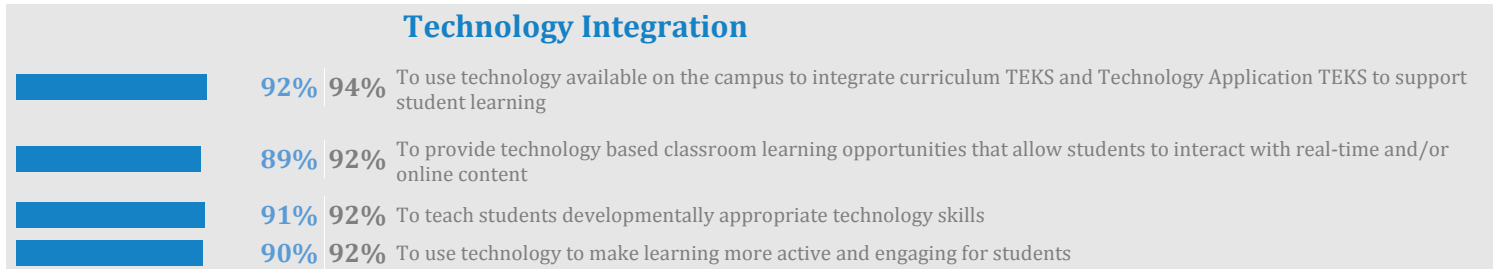 Technology Integration
92% 94% To use technology available on the campus to integrate curriculum TEKS and Technology Application TEKS to support
student learning
89% 92% To provide technology based classroom learning opportunities that allow students to interact with real-time and/or
online content
91% 92% To teach students developmentally appropriate technology skills
90% 92% To use technology to make learning more active and engaging for students